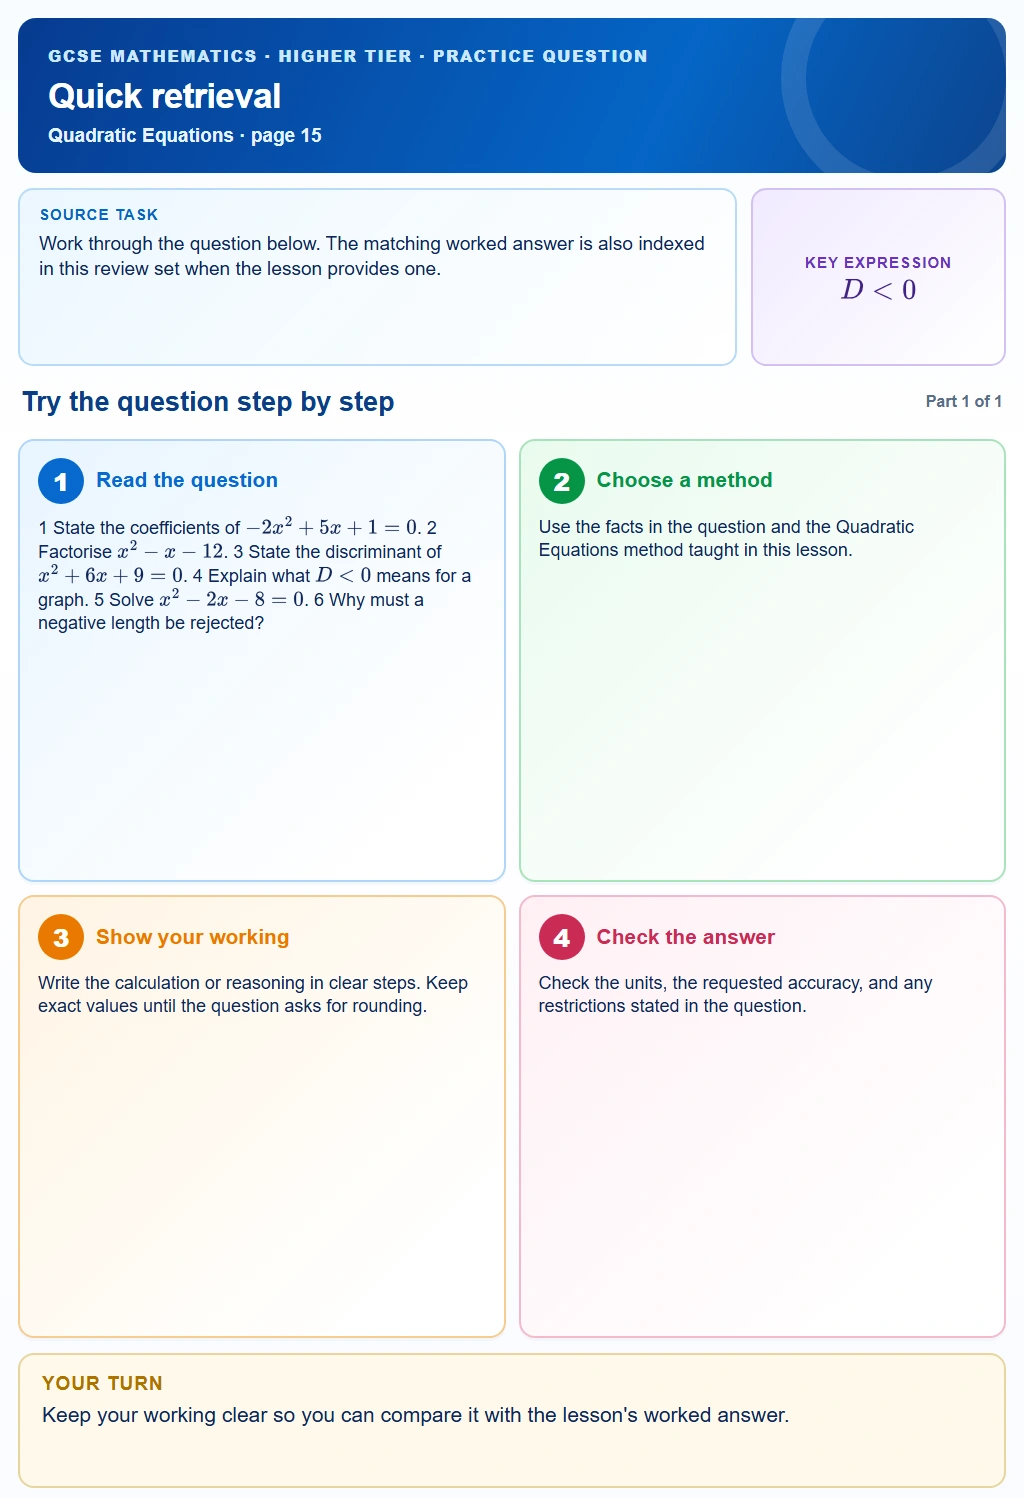 GCSE MATHEMATICS · HIGHER TIER · PRACTICE QUESTION
Quick retrieval
Quadratic Equations · page 15
SOURCE TASK
Work through the question below. The matching worked answer is also indexed
in this review set when the lesson provides one.
KEY EXPRESSION
D < 0
Try the question step by step
Part 1 of 1
1 Read the question
1 State the coefficients of −2x² + 5x + 1 = 0. 2
Factorise x² − x − 12. 3 State the discriminant of
x² + 6x + 9 = 0. 4 Explain what D < 0 means for a
graph. 5 Solve x² − 2x − 8 = 0. 6 Why must a
negative length be rejected?
2 Choose a method
Use the facts in the question and the Quadratic
Equations method taught in this lesson.
3 Show your working
Write the calculation or reasoning in clear steps. Keep
exact values until the question asks for rounding.
4 Check the answer
Check the units, the requested accuracy, and any
restrictions stated in the question.
YOUR TURN
Keep your working clear so you can compare it with the lesson's worked answer.